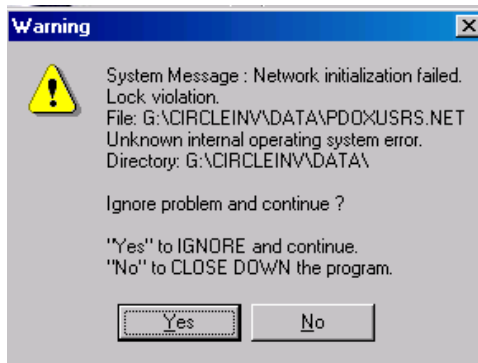 Warning
System Message : Network initialization failed.
Lock violation.
File: G:\CIRCLEINV\DATA\PDOXUSRS.NET
Unknown internal operating system error.
Directory: G:\CIRCLEINV\DATA\
Ignore problem and continue ?
"Yes" to IGNORE and continue.
"No" to CLOSE DOWN the program.
Yes No